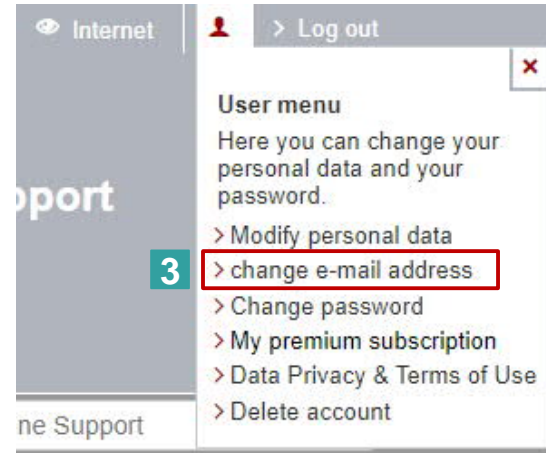 Internet
> Log out
×
User menu
Here you can change your
personal data and your
password.
pport
> Modify personal data
3
> change e-mail address
> Change password
> My premium subscription
> Data Privacy & Terms of Use
> Delete account
ne Support